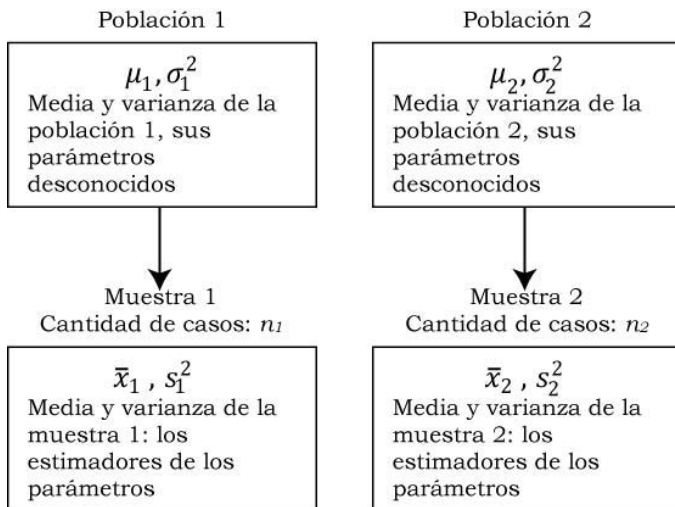 Población 1
μ₁, σ₁²
Media y varianza de la
población 1, sus
parámetros
desconocidos
Muestra 1
Cantidad de casos: n₁
x̄₁ , s₁²
Media y varianza de la
muestra 1: los
estimadores de los
parámetros
Población 2
μ₂, σ₂²
Media y varianza de la
población 2, sus
parámetros
desconocidos
Muestra 2
Cantidad de casos: n₂
x̄₂ , s₂²
Media y varianza de la
muestra 2: los
estimadores de los
parámetros